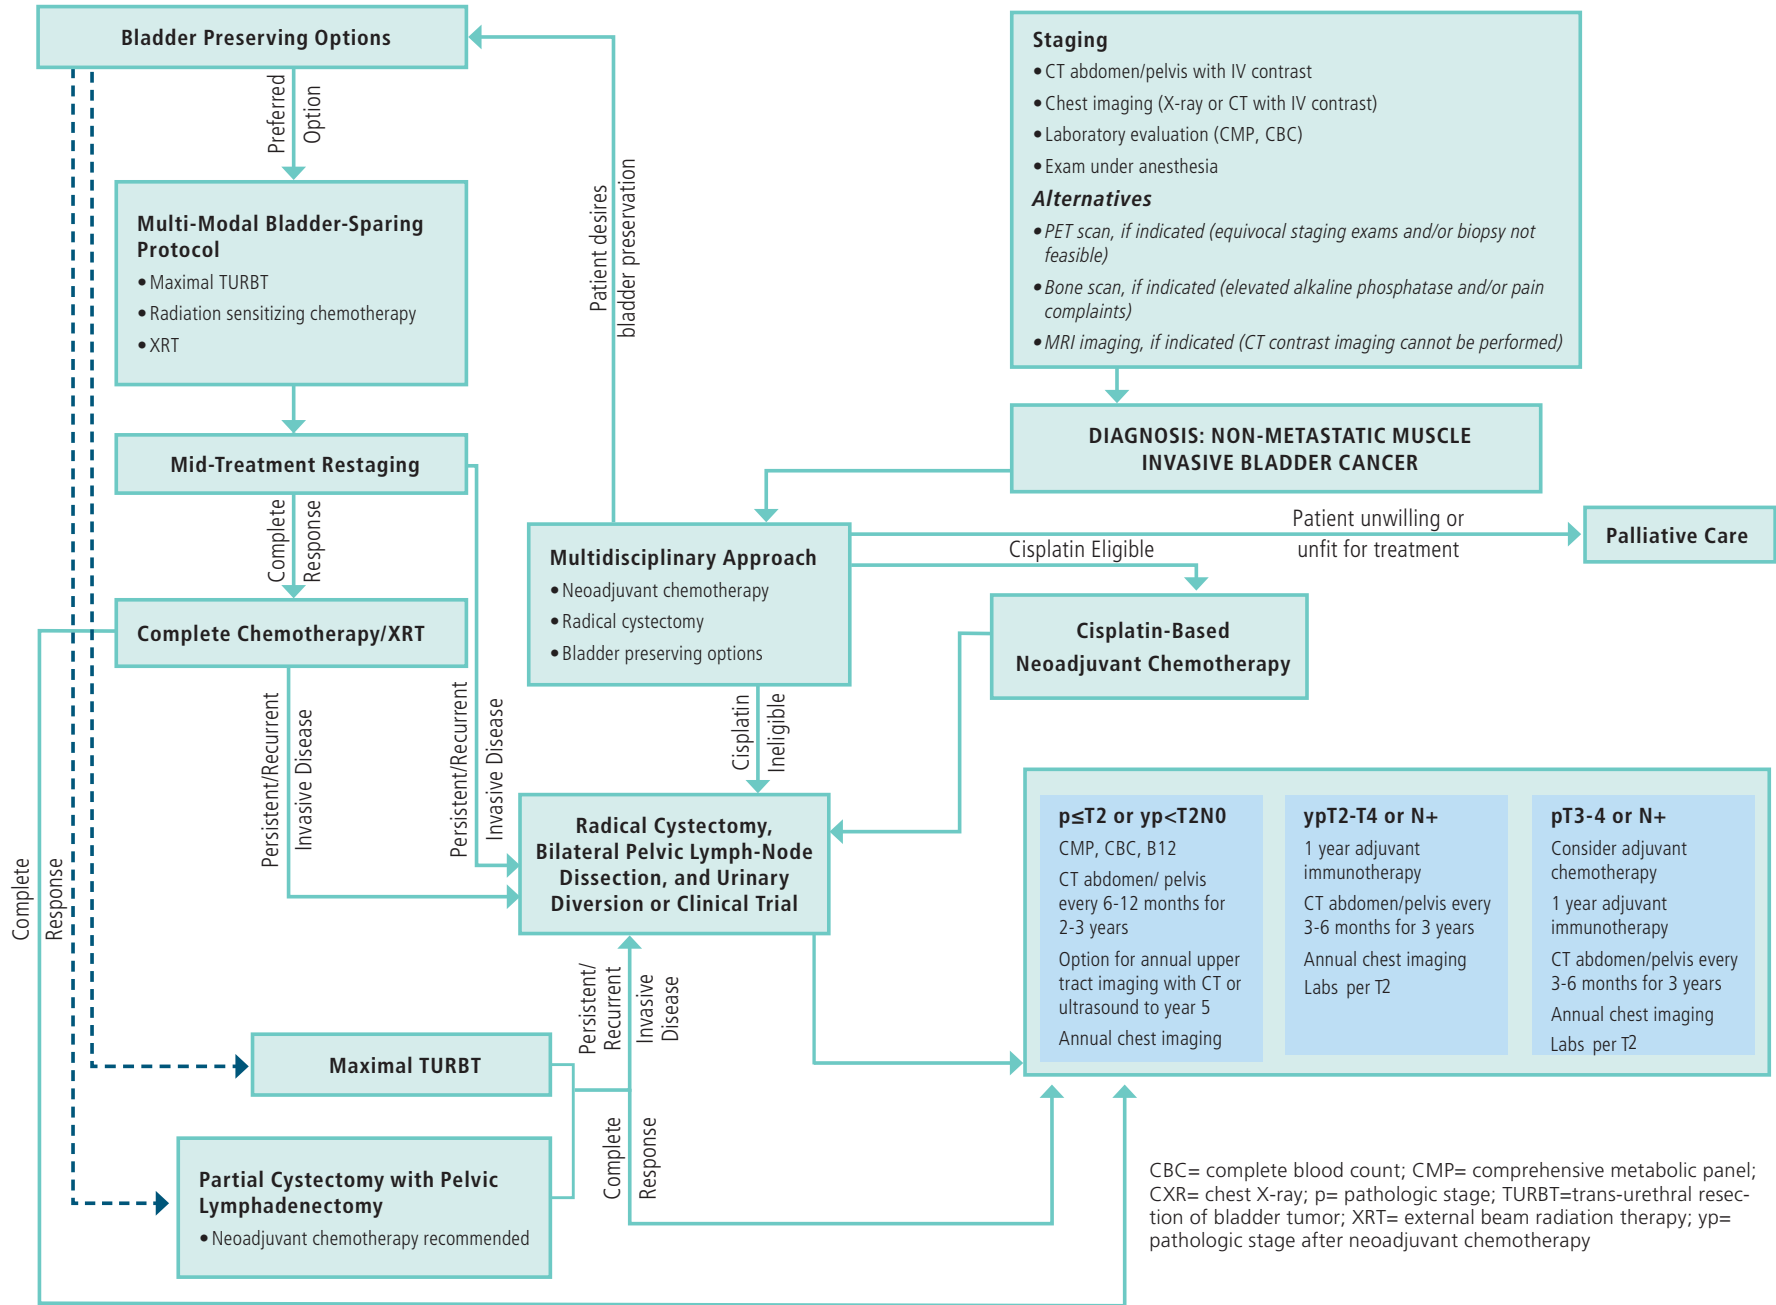 Bladder Preserving Options
Preferred
Option
Multi-Modal Bladder-Sparing
Protocol
• Maximal TURBT
• Radiation sensitizing chemotherapy
• XRT
Mid-Treatment Restaging
Complete
Response
Complete Chemotherapy/XRT
Persistent/Recurrent
Invasive Disease
Persistent/Recurrent
Invasive Disease
Complete
Response
Patient desires
bladder preservation
Staging
• CT abdomen/pelvis with IV contrast
• Chest imaging (X-ray or CT with IV contrast)
• Laboratory evaluation (CMP, CBC)
• Exam under anesthesia
Alternatives
• PET scan, if indicated (equivocal staging exams and/or biopsy not
feasible)
• Bone scan, if indicated (elevated alkaline phosphatase and/or pain
complaints)
• MRI imaging, if indicated (CT contrast imaging cannot be performed)
DIAGNOSIS: NON-METASTATIC MUSCLE
INVASIVE BLADDER CANCER
Multidisciplinary Approach
• Neoadjuvant chemotherapy
• Radical cystectomy
• Bladder preserving options
Patient unwilling or
unfit for treatment
Palliative Care
Cisplatin Eligible
Cisplatin-Based
Neoadjuvant Chemotherapy
Cisplatin
Ineligible
Radical Cystectomy,
Bilateral Pelvic Lymph-Node
Dissection, and Urinary
Diversion or Clinical Trial
Persistent/
Recurrent
Invasive
Disease
Maximal TURBT
Partial Cystectomy with Pelvic
Lymphadenectomy
• Neoadjuvant chemotherapy recommended
Complete
Response
p≤T2 or yp<T2N0
CMP, CBC, B12
CT abdomen/ pelvis
every 6-12 months for
2-3 years
Option for annual upper
tract imaging with CT or
ultrasound to year 5
Annual chest imaging
ypT2-T4 or N+
1 year adjuvant
immunotherapy
CT abdomen/pelvis every
3-6 months for 3 years
Annual chest imaging
Labs per T2
pT3-4 or N+
Consider adjuvant
chemotherapy
1 year adjuvant
immunotherapy
CT abdomen/pelvis every
3-6 months for 3 years
Annual chest imaging
Labs per T2
CBC= complete blood count; CMP= comprehensive metabolic panel;
CXR= chest X-ray; p= pathologic stage; TURBT=trans-urethral resec-
tion of bladder tumor; XRT= external beam radiation therapy; yp=
pathologic stage after neoadjuvant chemotherapy